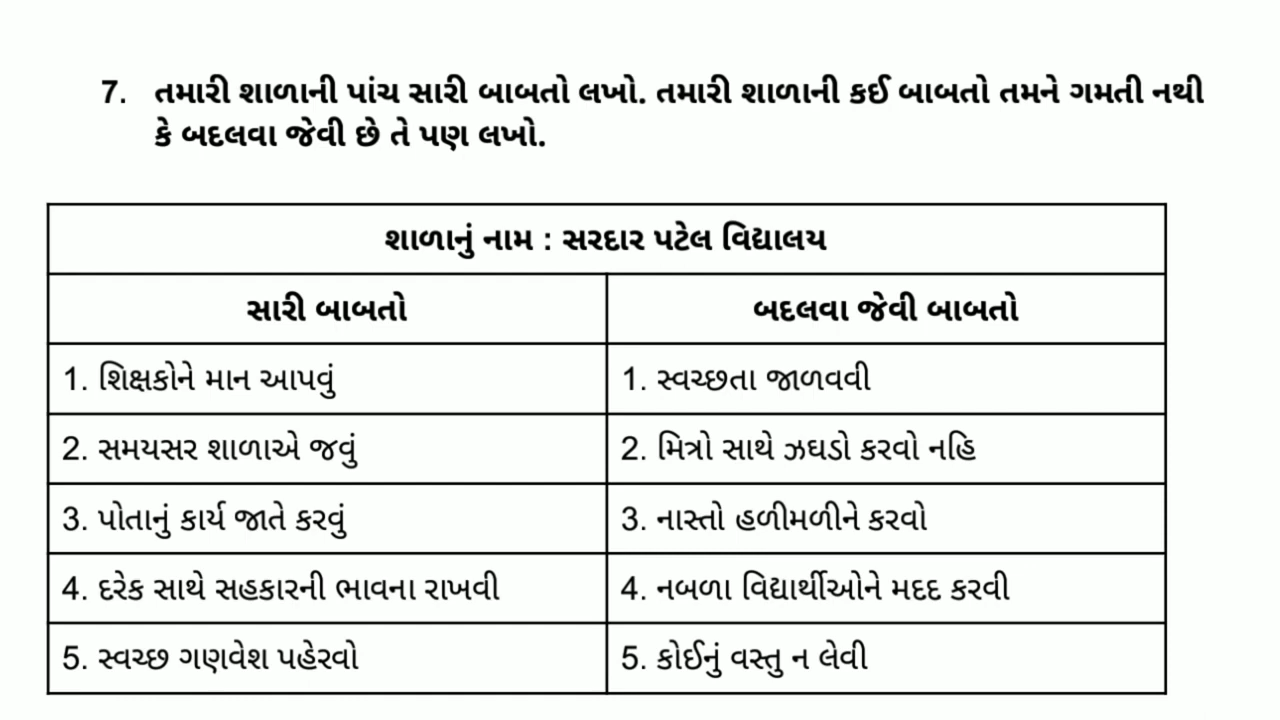 7. તમારી શાળાની પાંચ સારી બાબતો લખો. તમારી શાળાની કઈ બાબતો તમને ગમતી નથી
કે બદલવા જેવી છે તે પણ લખો.
શાળાનું નામ : સરદાર પટેલ વિદ્યાલય
સારી બાબતો
બદલવા જેવી બાબતો
1. શિક્ષકોને માન આપવું
1. સ્વચ્છતા જાળવવી
2. સમયસર શાળાએ જવું
2. મિત્રો સાથે ઝઘડો કરવો નહિ
3. પોતાનું કાર્ય જાતે કરવું
3. નાસ્તો હળીમળીને કરવો
4. દરેક સાથે સહકારની ભાવના રાખવી
4. નબળા વિદ્યાર્થીઓને મદદ કરવી
5. સ્વચ્છ ગણવેશ પહેરવો
5. કોઈનું વસ્તુ ન લેવી